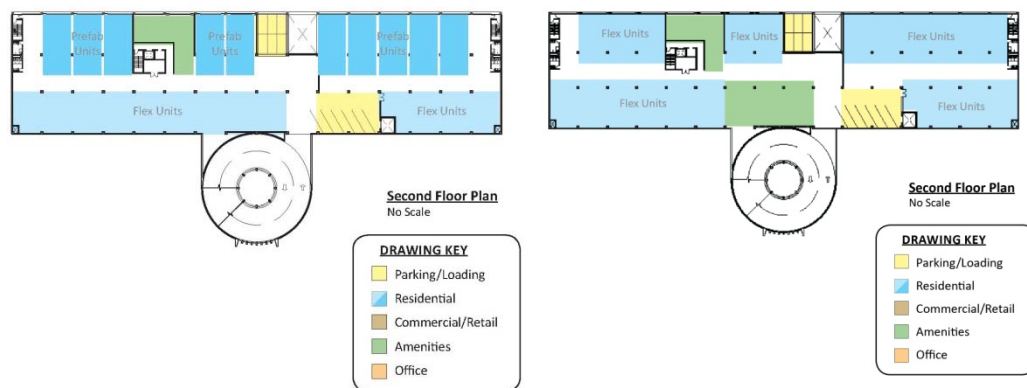 Prefab
Units
Prefab
Units
Prefab
Units
Flex Units
Flex Units
Second Floor Plan
No Scale
DRAWING KEY
Parking/Loading
Residential
Commercial/Retail
Amenities
Office
Flex Units
Flex Units
Flex Units
Flex Units
Flex Units
Second Floor Plan
No Scale
DRAWING KEY
Parking/Loading
Residential
Commercial/Retail
Amenities
Office